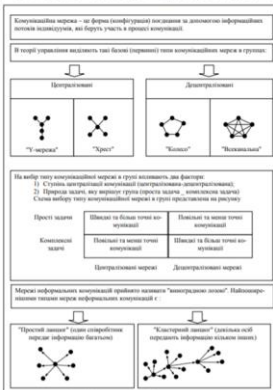 Комунікаційна мережа – це форма (конфігурація) поєднання за допомогою інформаційних
потоків індивідуумів, які беруть участь в процесі комунікації.
В теорії управління виділяють такі базові (первинні) типи комунікаційних мереж в группах:
Централізовані
Децентралізовані
"Y-мережа"
"Хрест"
"Колесо"
"Всеканальна"
На вибір типу комунікаційної мережі в групі впливають два фактори:
1) Ступінь централізації комунікації (централізована-децентралізована);
2) Природа задачі, яку вирішує група (проста задача _ комплексна задача)
Схема вибору типу комунікаційної мережі в групі представлена на рисунку
Прості задачі
Швидкі та більш точні ко-
мунікації
Повільні та менш точні
комунікації
Комплексні
задачі
Повільні та менш точні
комунікації
Швидкі та більш точні ко-
мунікації
Централізовані мережі
Децентралізовані мережі
Мережі неформальних комунікацій прийнято називати "виноградною лозою". Найпошире-
нішими типами мереж неформальних комунікацій є :
"Простий ланцюг" (один співробітник
передає інформацію багатьом)
"Кластерний ланцюг" (декілька осіб
передають інформацію кільком іншим)